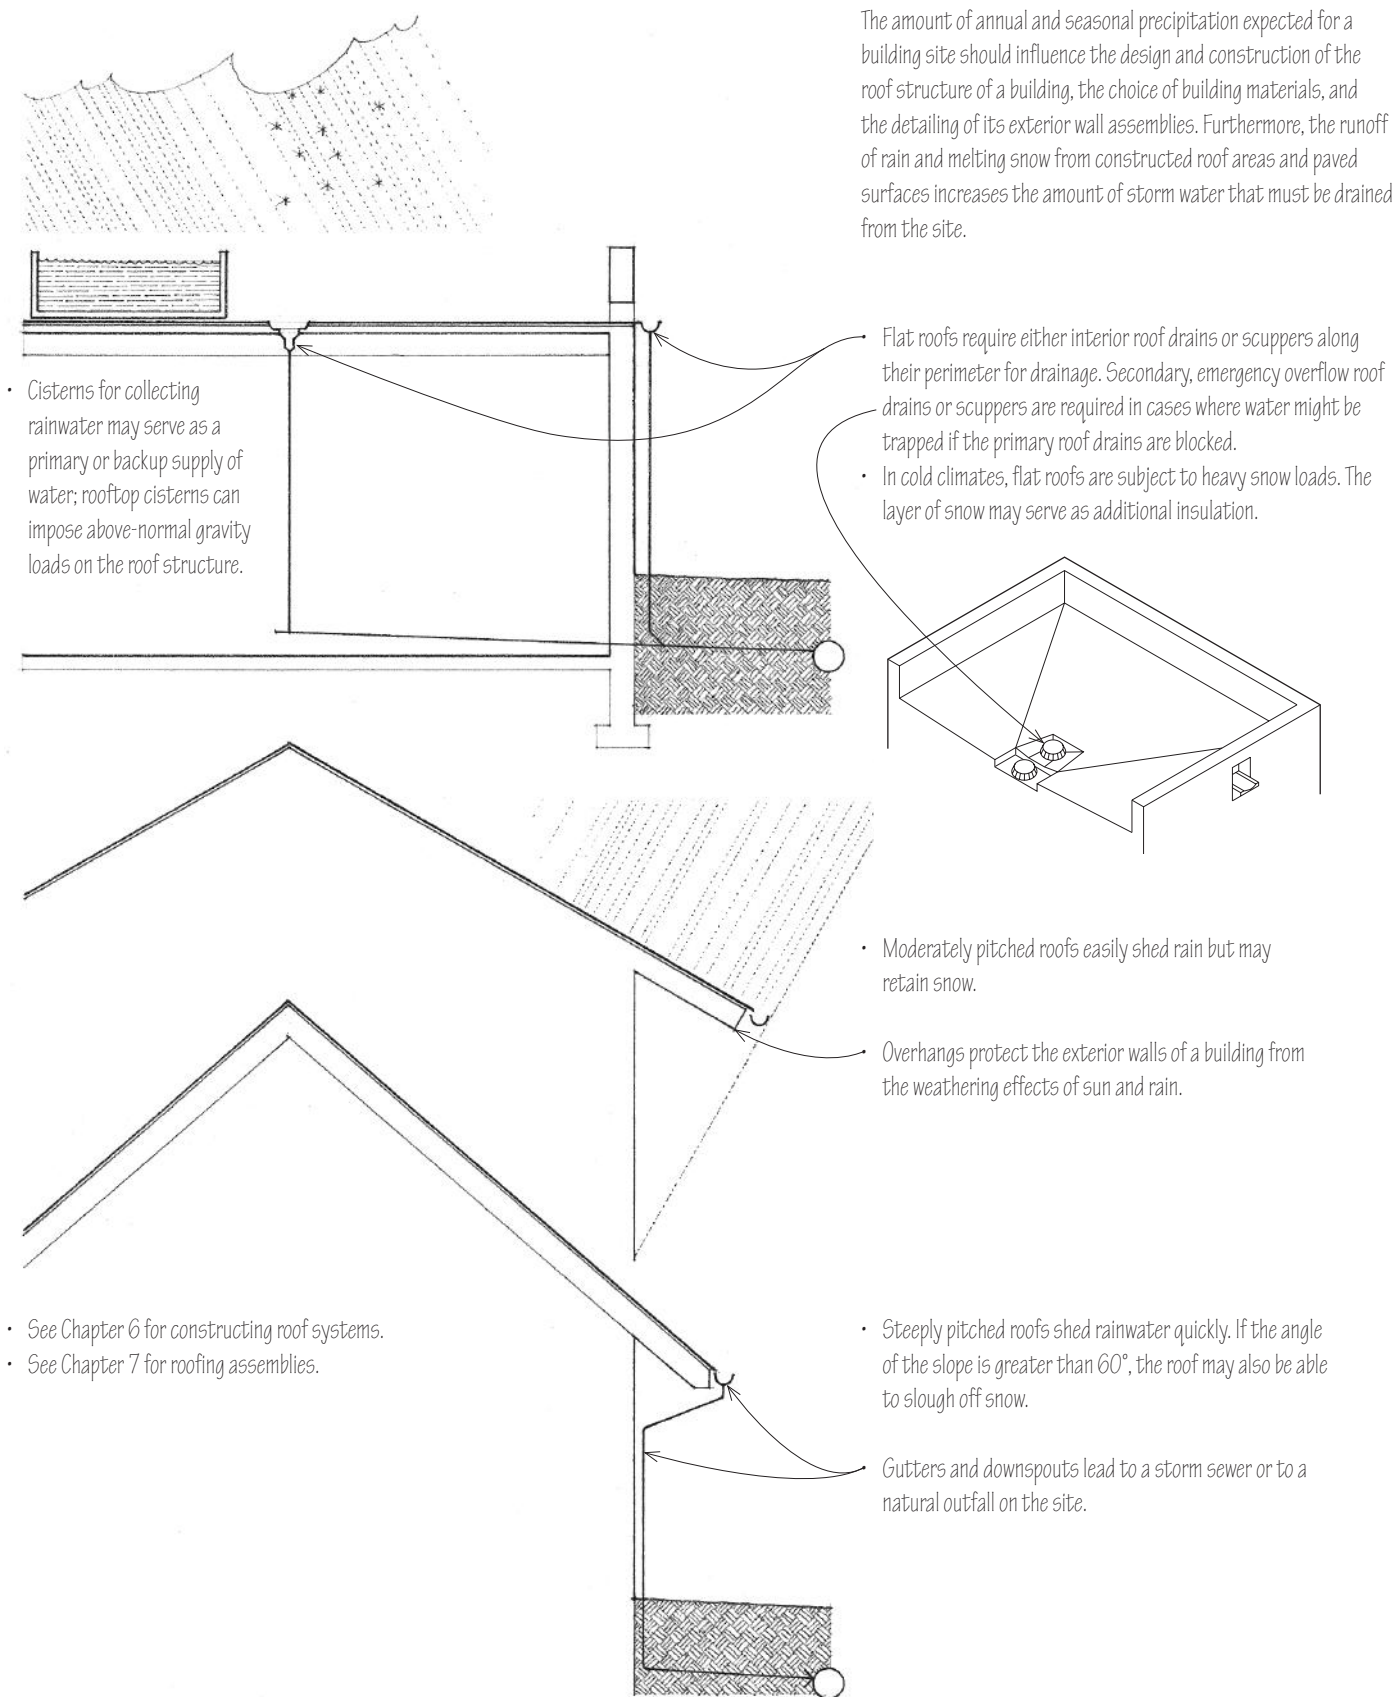 The amount of annual and seasonal precipitation expected for a
building site should influence the design and construction of the
roof structure of a building, the choice of building materials, and
the detailing of its exterior wall assemblies. Furthermore, the runoff
of rain and melting snow from constructed roof areas and paved
surfaces increases the amount of storm water that must be drained
from the site.
• Flat roofs require either interior roof drains or scuppers along
their perimeter for drainage. Secondary, emergency overflow roof
drains or scuppers are required in cases where water might be
trapped if the primary roof drains are blocked.
• In cold climates, flat roofs are subject to heavy snow loads. The
layer of snow may serve as additional insulation.
• Cisterns for collecting
rainwater may serve as a
primary or backup supply of
water; rooftop cisterns can
impose above-normal gravity
loads on the roof structure.
• Moderately pitched roofs easily shed rain but may
retain snow.
• Overhangs protect the exterior walls of a building from
the weathering effects of sun and rain.
• See Chapter 6 for constructing roof systems.
• See Chapter 7 for roofing assemblies.
• Steeply pitched roofs shed rainwater quickly. If the angle
of the slope is greater than 60°, the roof may also be able
to slough off snow.
• Gutters and downspouts lead to a storm sewer or to a
natural outfall on the site.